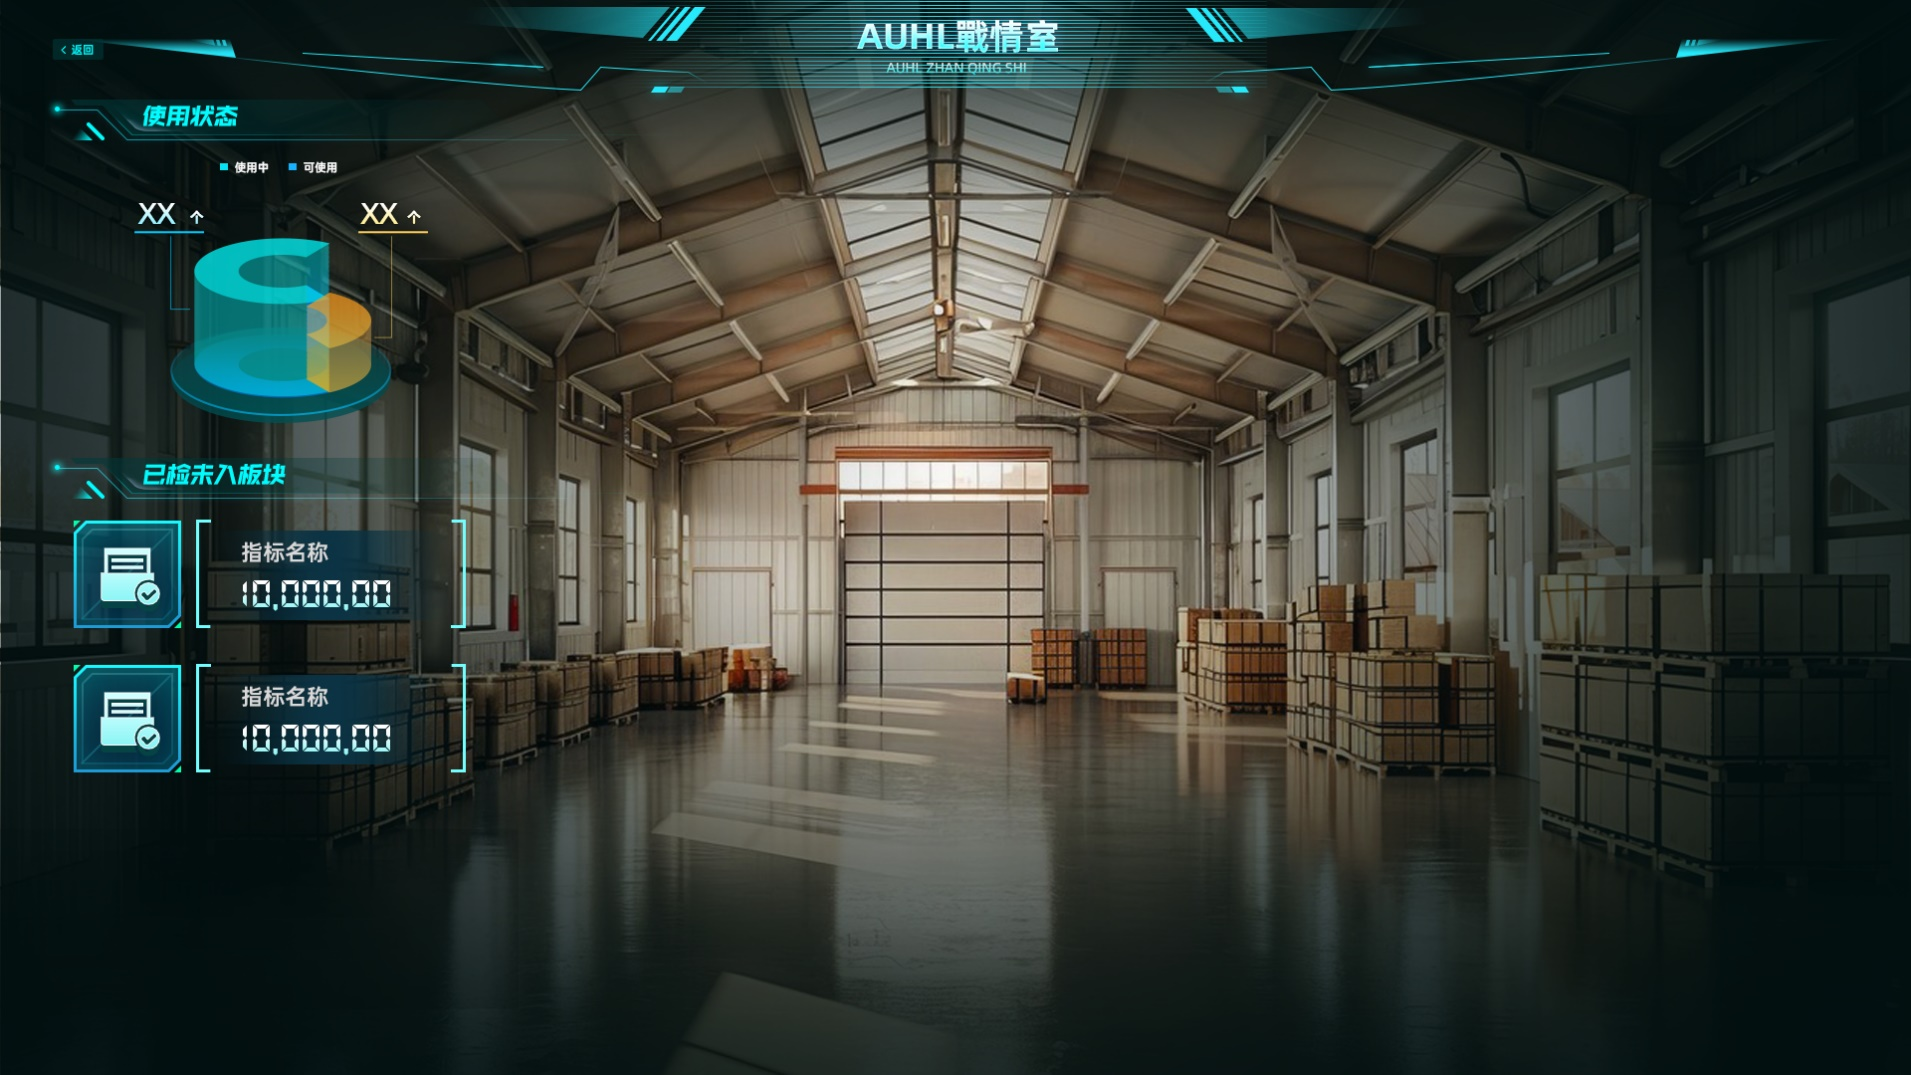 返回
AUHL戰情室
AUHL ZHAN QING SHI
使用状态
使用中 可使用
XX XX
已检未入板块
指标名称
10,000,00
指标名称
10,000,00